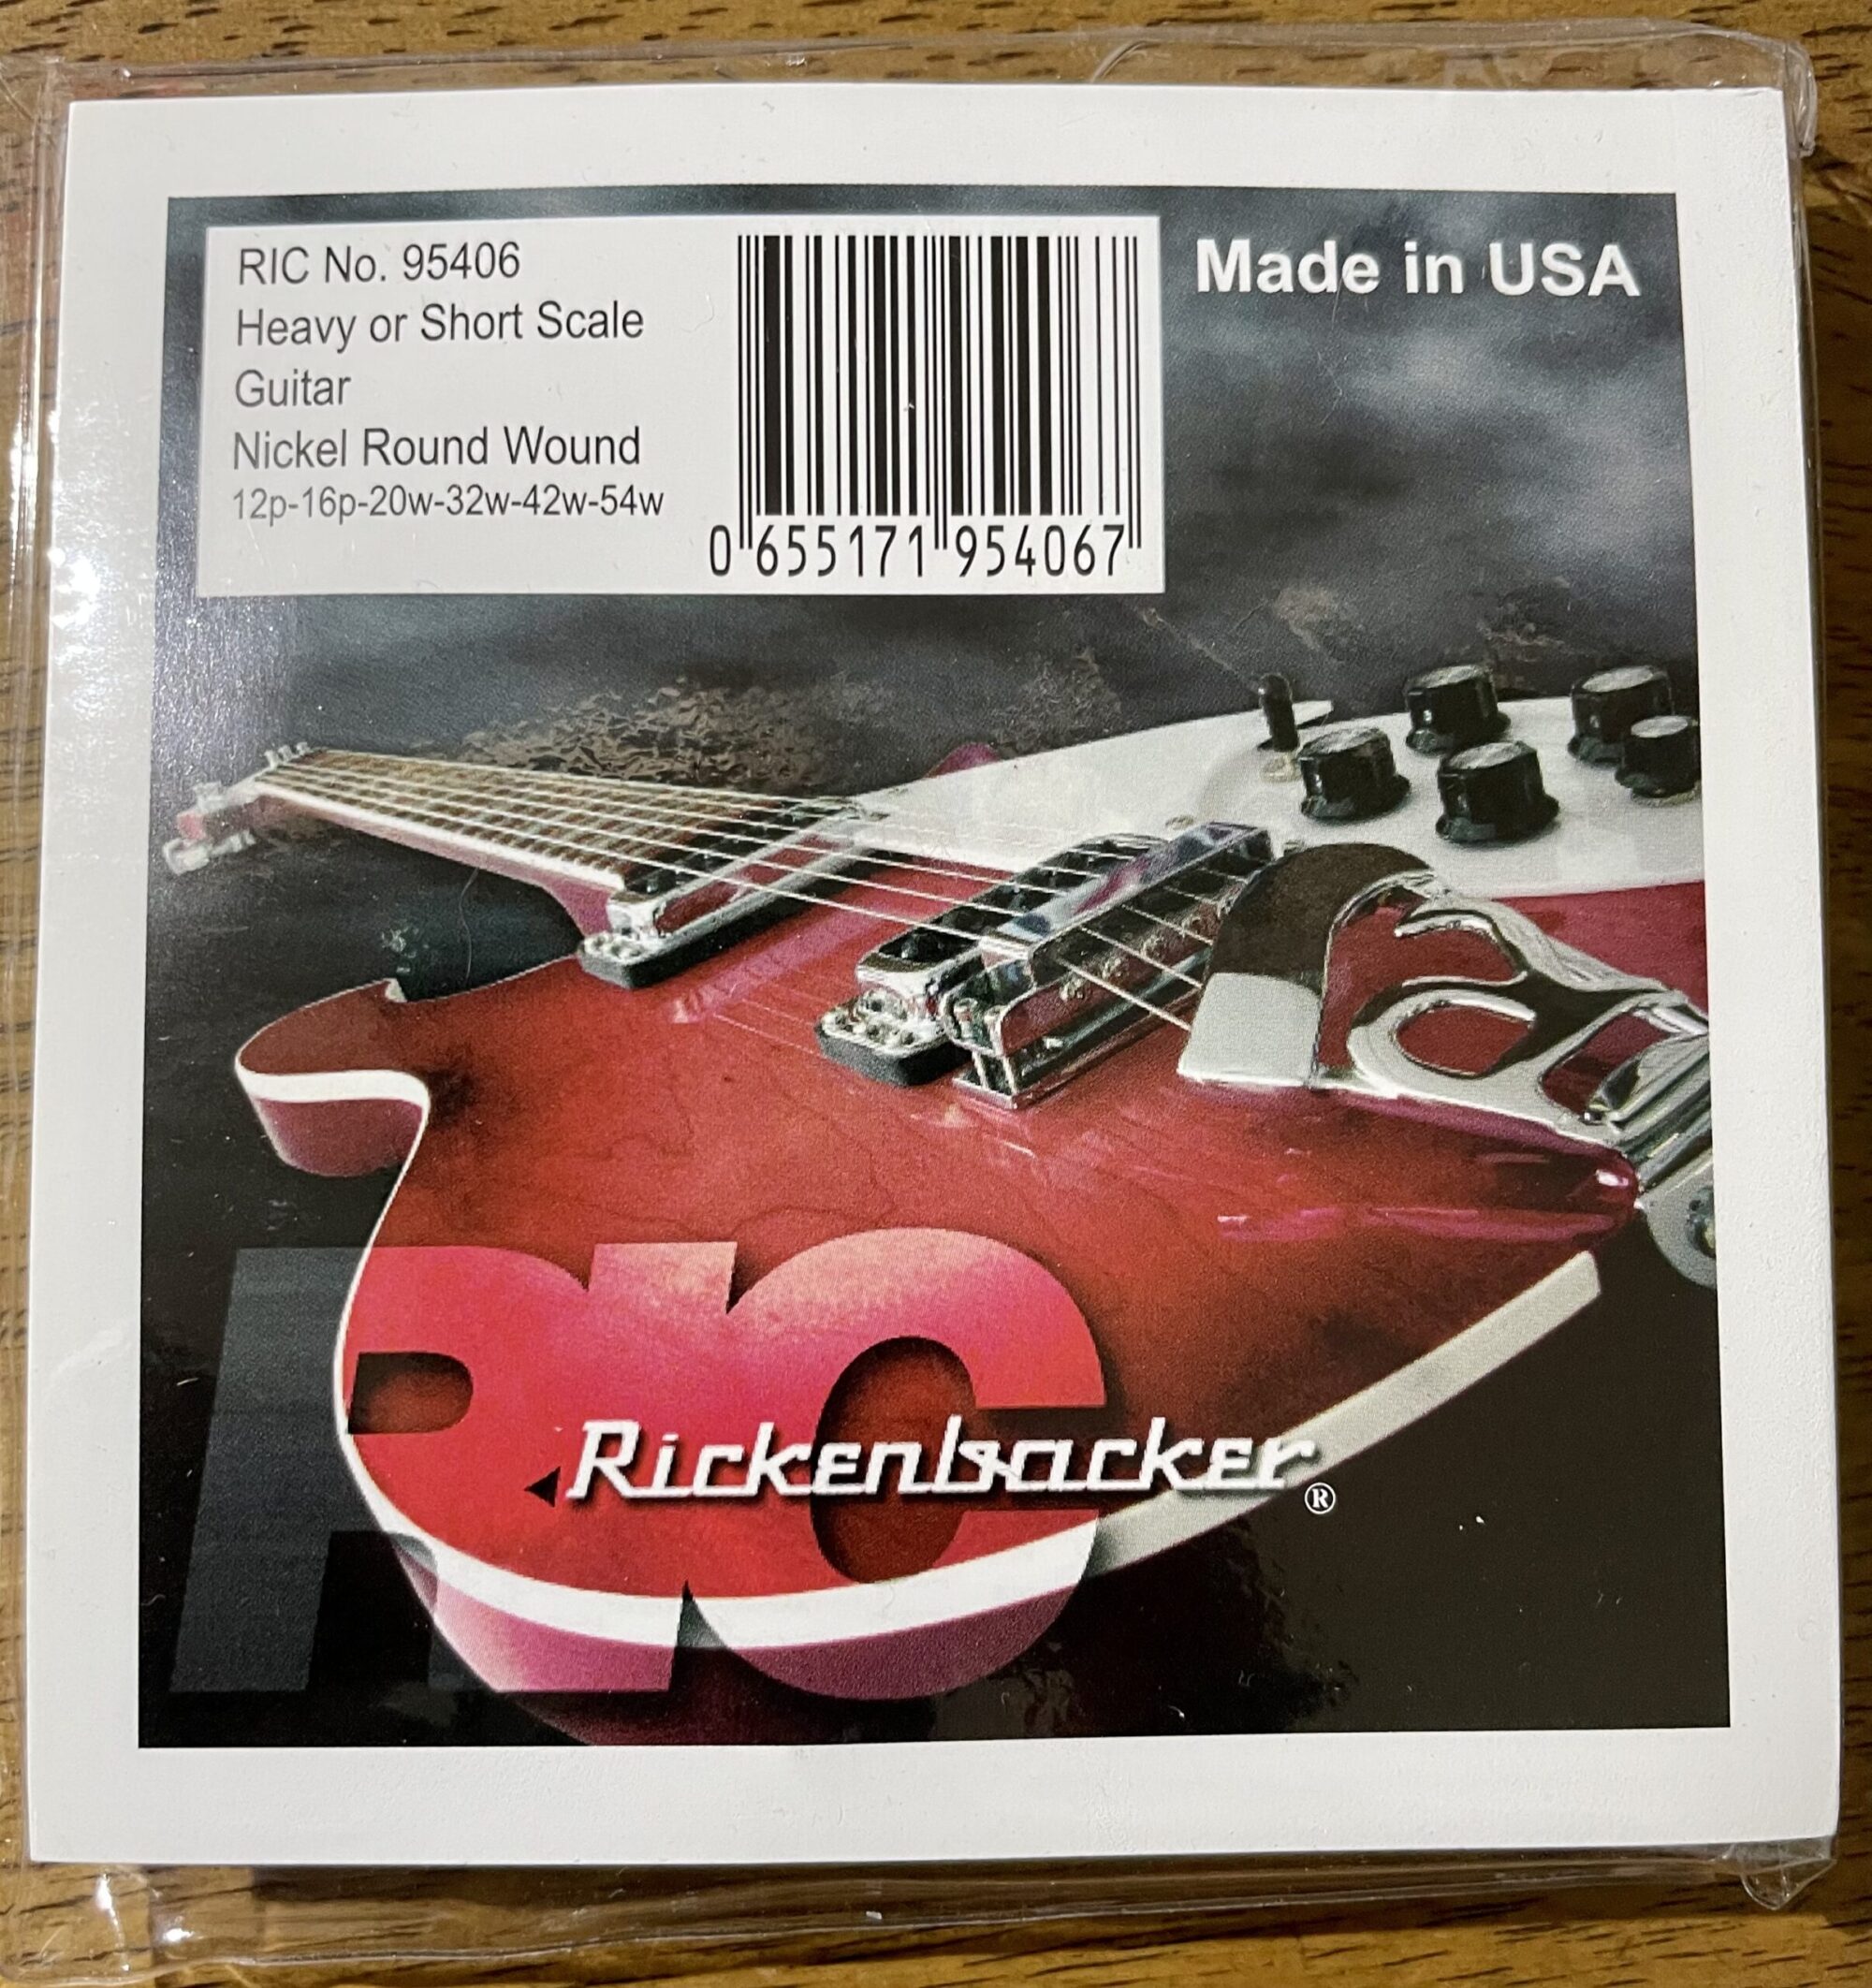 RIC No. 95406
Heavy or Short Scale
Guitar
Nickel Round Wound
12p-16p-20w-32w-42w-54w
0 655171 954067
Made in USA
RIC
Rickenbacker®